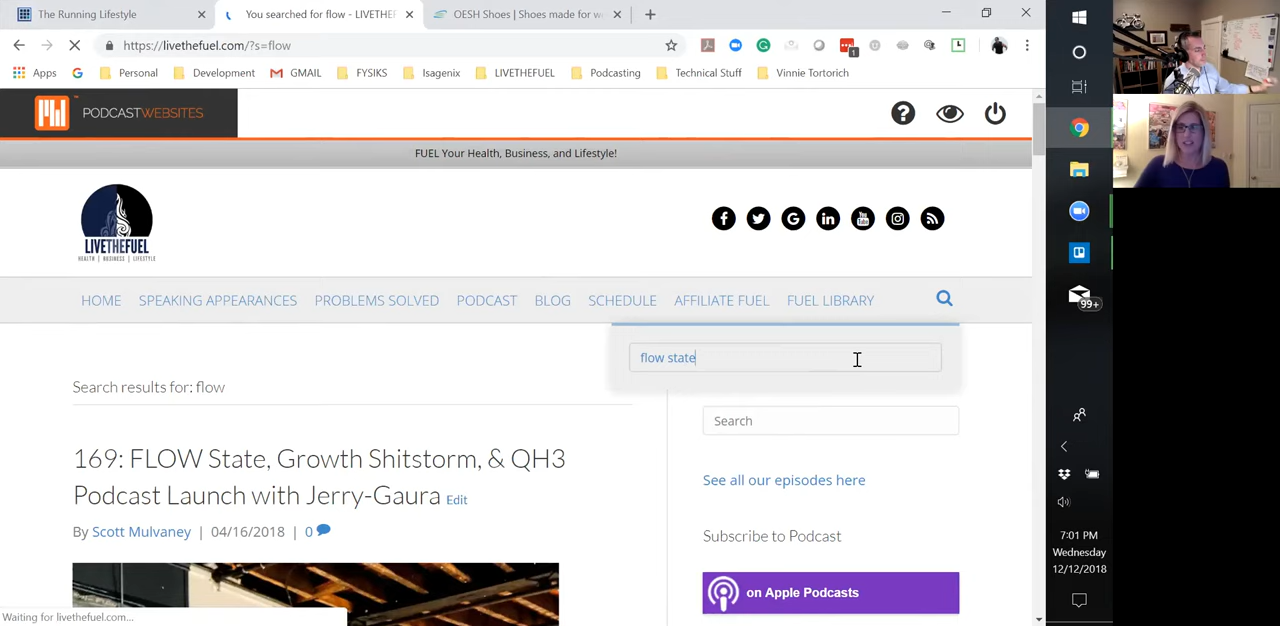 The Running Lifestyle
You searched for flow - LIVETHEF
OESH Shoes | Shoes made for w
https://livethefuel.com/?s=flow
Apps
Personal
Development
GMAIL
FYSIKS
Isagenix
LIVETHEFUEL
Podcasting
Technical Stuff
Vinnie Tortorich
PODCASTWEBSITES
FUEL Your Health, Business, and Lifestyle!
LIVETHEFUEL
HEALTH | BUSINESS | LIFESTYLE
HOME
SPEAKING APPEARANCES
PROBLEMS SOLVED
PODCAST
BLOG
SCHEDULE
AFFILIATE FUEL
FUEL LIBRARY
flow state
Search results for: flow
Search
169: FLOW State, Growth Shitstorm, & QH3
Podcast Launch with Jerry-Gaura Edit
See all our episodes here
By Scott Mulvaney | 04/16/2018 | 0
Subscribe to Podcast
on Apple Podcasts
Waiting for livethefuel.com...
99+
7:01 PM
Wednesday
12/12/2018